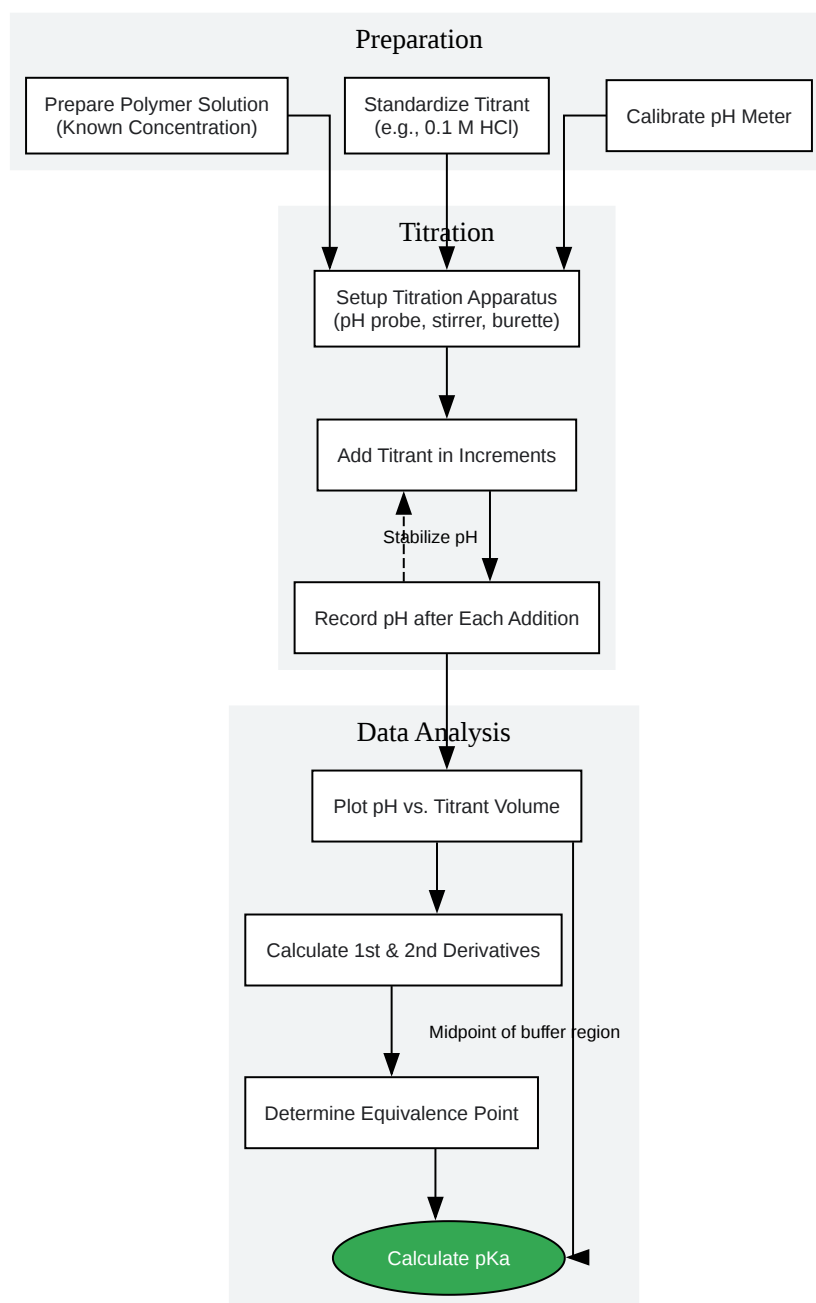 Preparation
Prepare Polymer Solution
(Known Concentration)
Standardize Titrant
(e.g., 0.1 M HCl)
Calibrate pH Meter
Titration
Setup Titration Apparatus
(pH probe, stirrer, burette)
Add Titrant in Increments
Stabilize pH
Record pH after Each Addition
Data Analysis
Plot pH vs. Titrant Volume
Calculate 1st & 2nd Derivatives
Midpoint of buffer region
Determine Equivalence Point
Calculate pKa